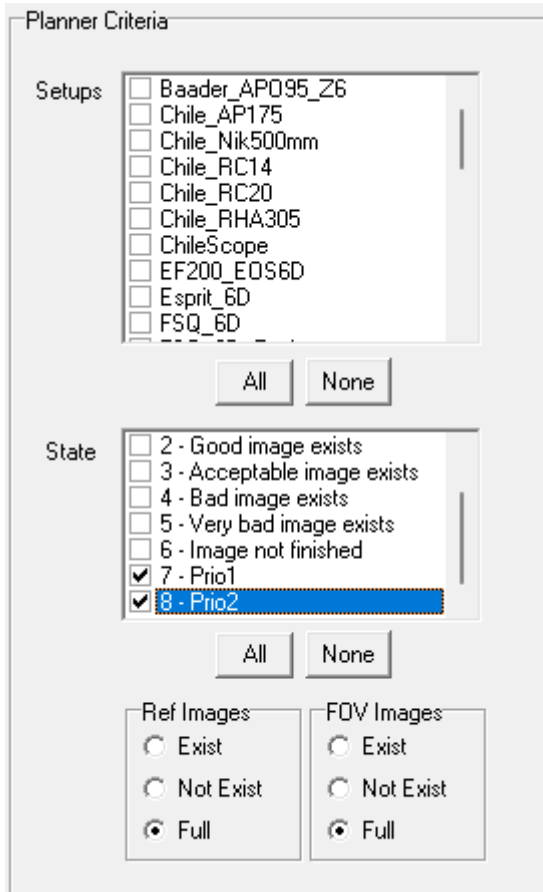 Planner Criteria
Setups
Baader_APO95_Z6
Chile_AP175
Chile_Nik500mm
Chile_RC14
Chile_RC20
Chile_RHA305
ChileScope
EF200_EOS6D
Esprit_6D
FSQ_6D
All None
State
2 - Good image exists
3 - Acceptable image exists
4 - Bad image exists
5 - Very bad image exists
6 - Image not finished
7 - Prio1
8 - Prio2
All None
Ref Images
Exist
Not Exist
Full
FOV Images
Exist
Not Exist
Full